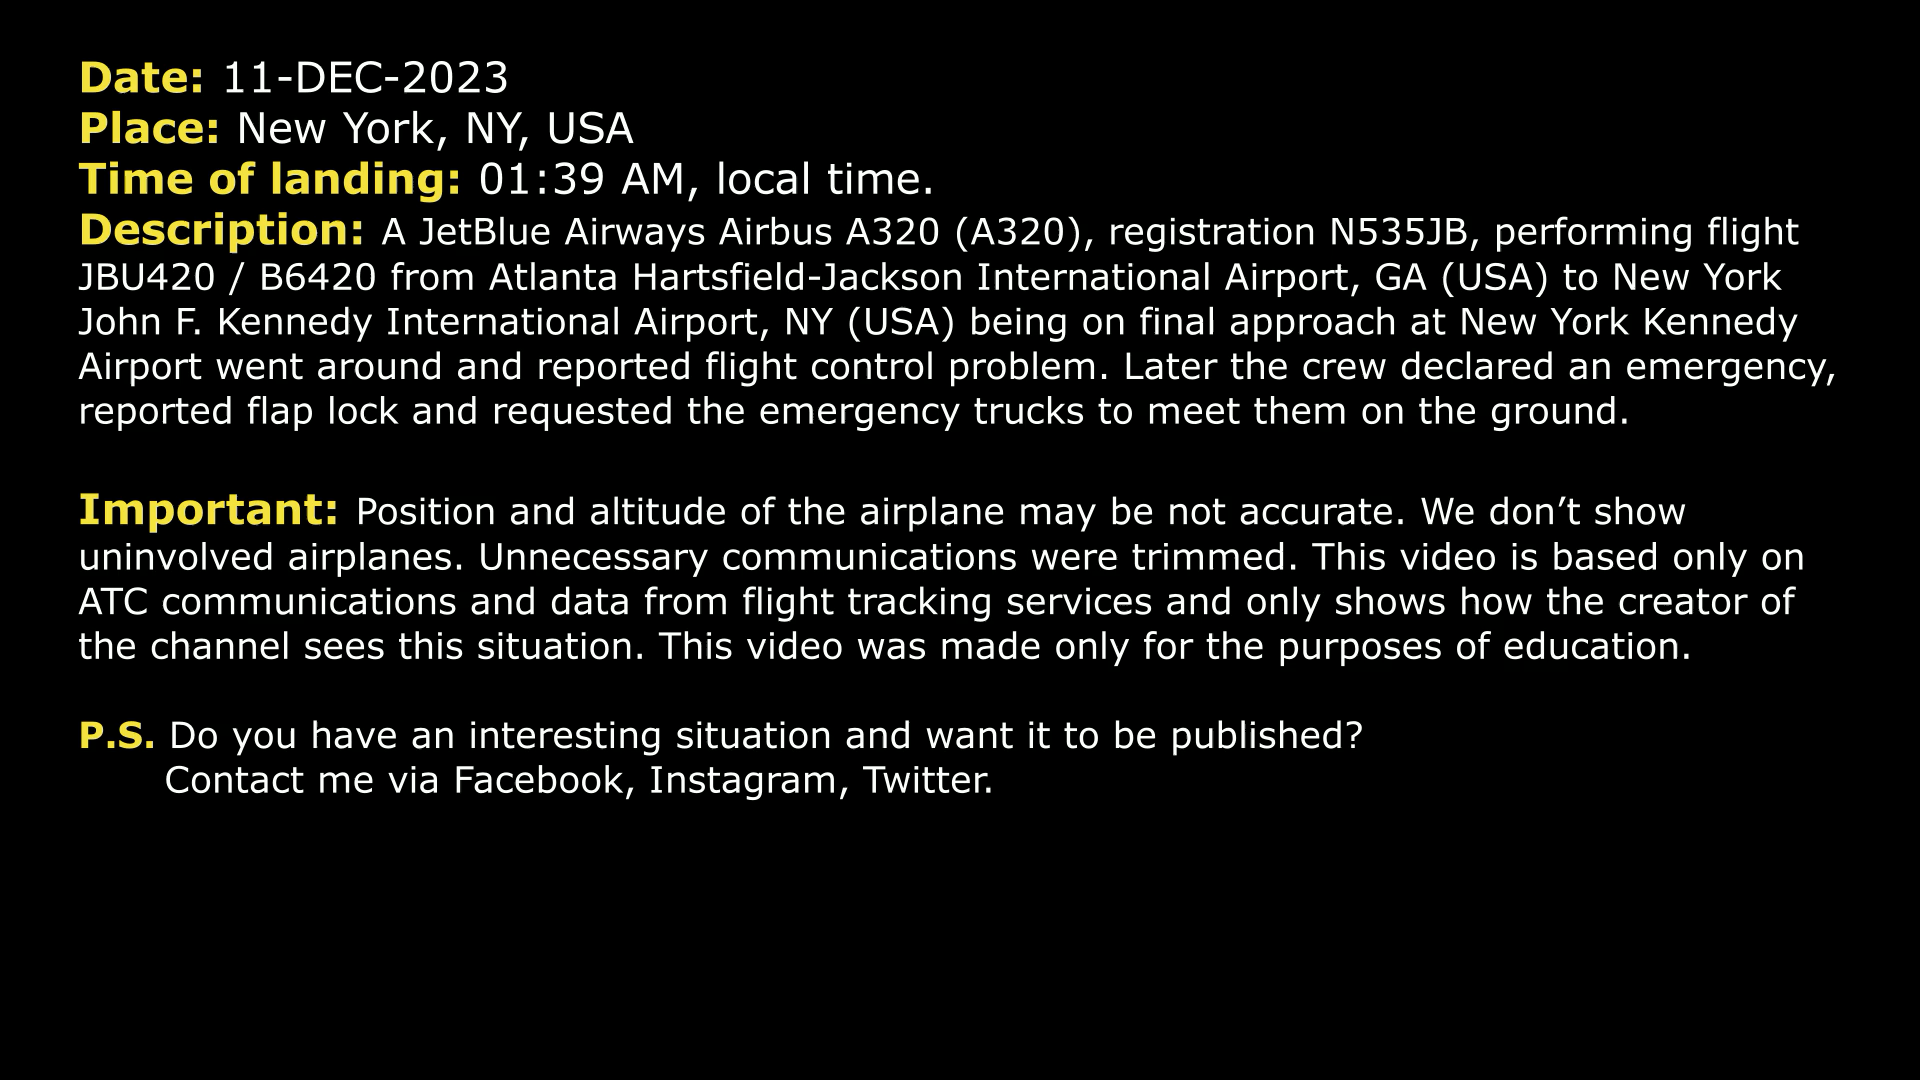 Date: 11-DEC-2023
Place: New York, NY, USA
Time of landing: 01:39 AM, local time.
Description: A JetBlue Airways Airbus A320 (A320), registration N535JB, performing flight
JBU420 / B6420 from Atlanta Hartsfield-Jackson International Airport, GA (USA) to New York
John F. Kennedy International Airport, NY (USA) being on final approach at New York Kennedy
Airport went around and reported flight control problem. Later the crew declared an emergency,
reported flap lock and requested the emergency trucks to meet them on the ground.
Important: Position and altitude of the airplane may be not accurate. We don’t show
uninvolved airplanes. Unnecessary communications were trimmed. This video is based only on
ATC communications and data from flight tracking services and only shows how the creator of
the channel sees this situation. This video was made only for the purposes of education.
P.S. Do you have an interesting situation and want it to be published?
Contact me via Facebook, Instagram, Twitter.